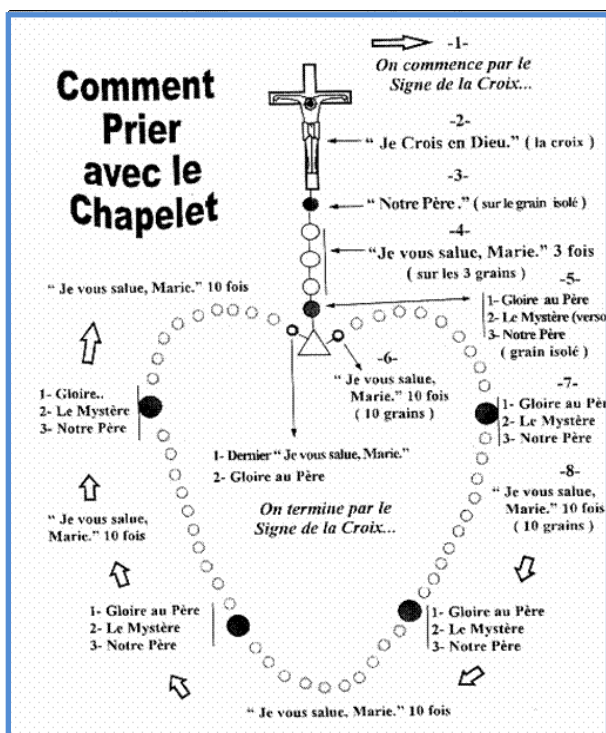 Comment
Prier
avec le
Chapelet
-1-
On commence par le
Signe de la Croix...
-2-
“ Je Crois en Dieu.” ( la croix )
-3-
“ Notre Père .” ( sur le grain isolé )
-4-
“Je vous salue, Marie.” 3 fois
( sur les 3 grains )
-5-
1- Gloire au Père
2- Le Mystère (verso
3- Notre Père
( grain isolé )
-6-
“ Je vous salue,
Marie.” 10 fois
( 10 grains )
-7-
1- Gloire au Père
2- Le Mystère
3- Notre Père
-8-
“ Je vous salue,
Marie.” 10 fois
( 10 grains )
1- Gloire au Père
2- Le Mystère
3- Notre Père
“ Je vous salue, Marie.” 10 fois
1- Gloire au Père
2- Le Mystère
3- Notre Père
“ Je vous salue,
Marie.” 10 fois
1- Gloire..
2- Le Mystère
3- Notre Père
“ Je vous salue, Marie.” 10 fois
1- Dernier “ Je vous salue, Marie.”
2- Gloire au Père
On termine par le
Signe de la Croix...